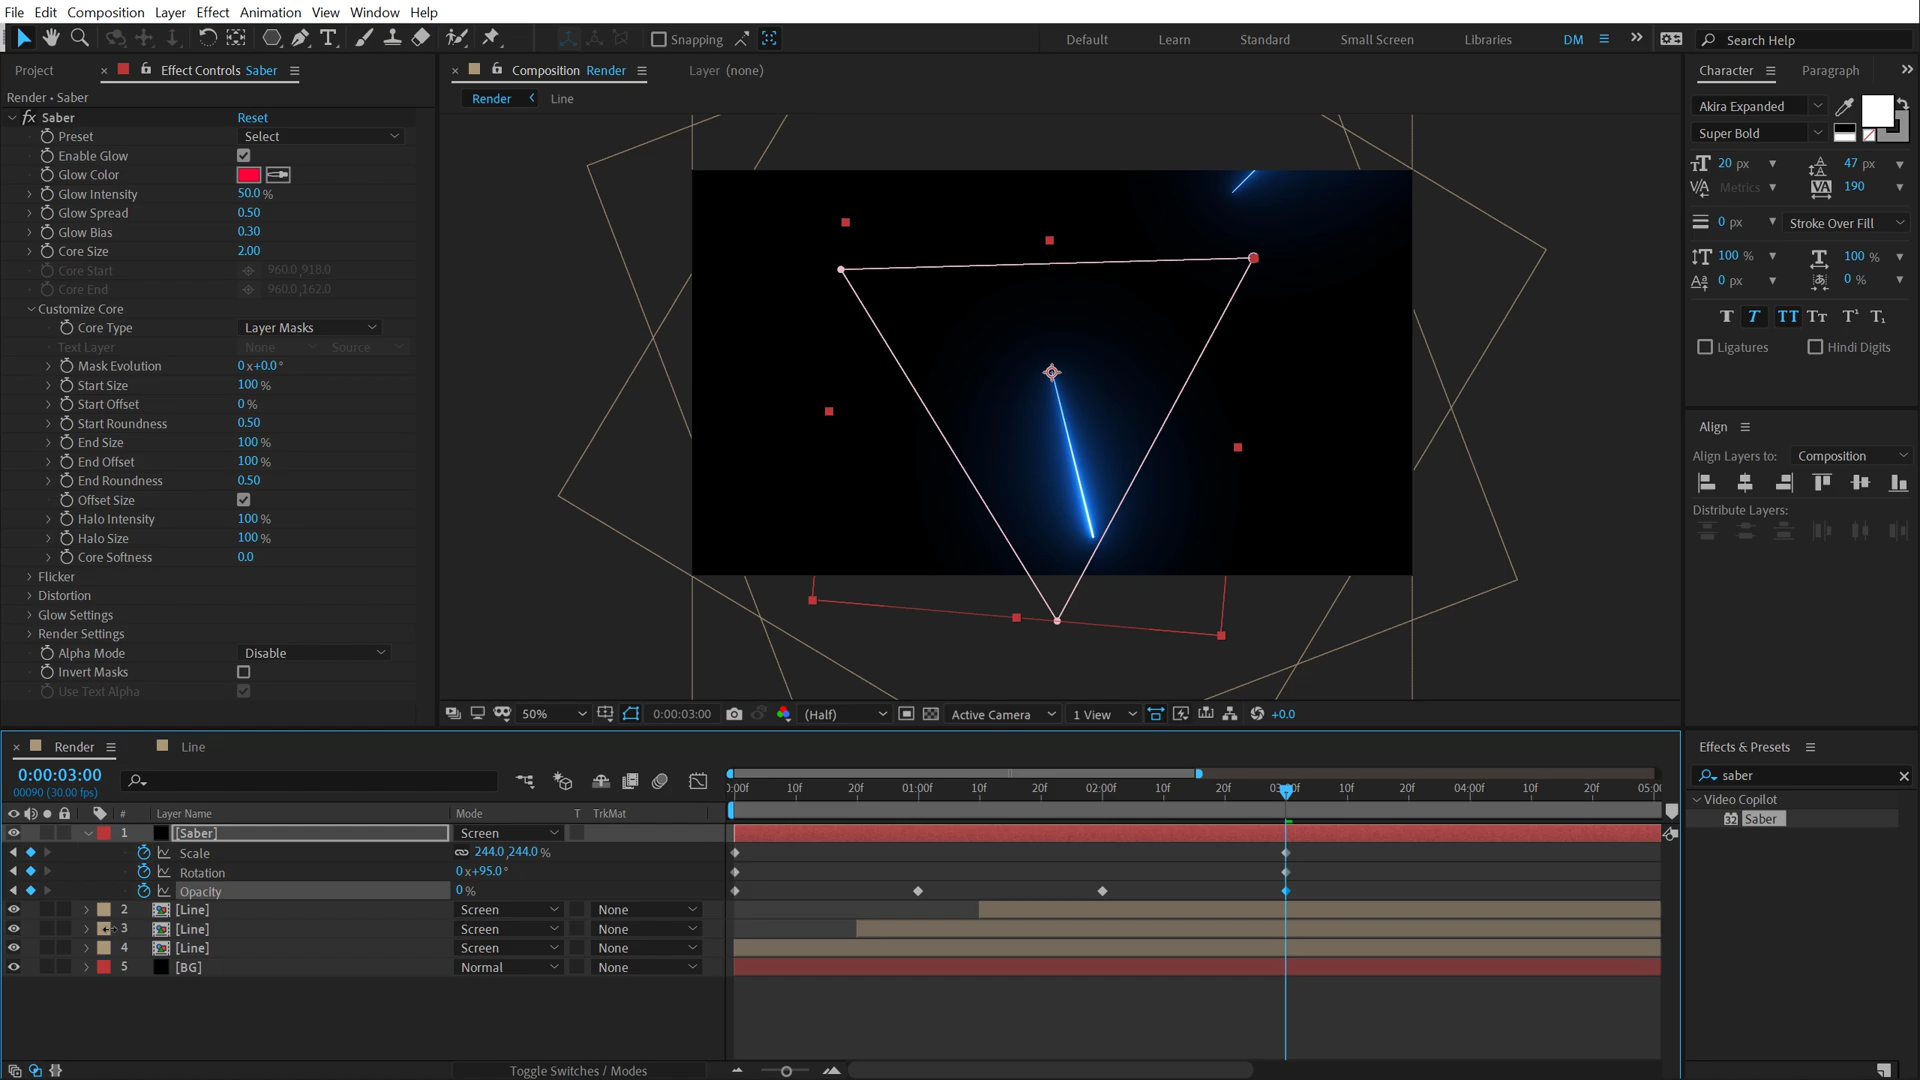 File Edit Composition Layer Effect Animation View Window Help
Snapping Default Learn Standard Small Screen Libraries DM Search Help
Project × Effect Controls Saber
Render • Saber
fx Saber Reset
Preset Select
Enable Glow
Glow Color
Glow Intensity 50.0 %
Glow Spread 0.50
Glow Bias 0.30
Core Size 2.00
Core Start 960.0,918.0
Core End 960.0,162.0
Customize Core
Core Type Layer Masks
Text Layer None Source
Mask Evolution 0x+0.0°
Start Size 100 %
Start Offset 0 %
Start Roundness 0.50
End Size 100 %
End Offset 100 %
End Roundness 0.50
Offset Size
Halo Intensity 100 %
Halo Size 100 %
Core Softness 0.0
Flicker
Distortion
Glow Settings
Render Settings
Alpha Mode Disable
Invert Masks
Use Text Alpha
× Composition Render Layer (none)
Render Line
50% 0:00:03:00 (Half) Active Camera 1 View +0.0
Character Paragraph
Akira Expanded
Super Bold
20 px 47 px
Metrics 190
0 px Stroke Over Fill
100 % 100 %
0 px 0 %
T T TT Tт T¹ T₁
Ligatures Hindi Digits
Align
Align Layers to: Composition
Distribute Layers:
× Render Line
0:00:03:00
00090 (30.00 fps)
# Layer Name Mode T TrkMat
0:00f 10f 20f 01:00f 10f 20f 02:00f 10f 20f 10f 20f 04:00f 10f 20f
1 [Saber] Screen
Scale 244.0,244.0 %
Rotation 0x+95.0°
Opacity 0 %
2 [Line] Screen None
3 [Line] Screen None
4 [Line] Screen None
5 [BG] Normal None
Toggle Switches / Modes
Effects & Presets
saber ×
Video Copilot
32 Saber